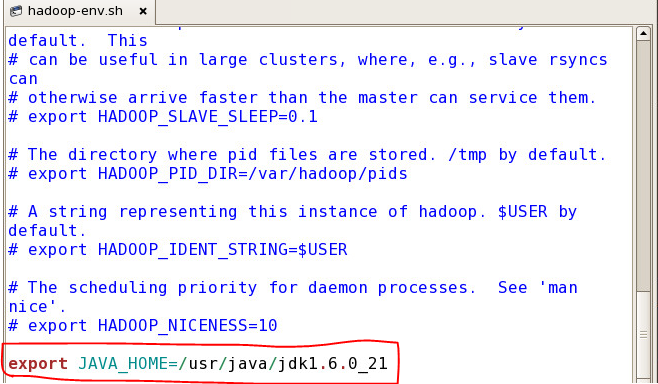 hadoop-env.sh
default.  This
# can be useful in large clusters, where, e.g., slave rsyncs
can
# otherwise arrive faster than the master can service them.
# export HADOOP_SLAVE_SLEEP=0.1
# The directory where pid files are stored. /tmp by default.
# export HADOOP_PID_DIR=/var/hadoop/pids
# A string representing this instance of hadoop. $USER by
default.
# export HADOOP_IDENT_STRING=$USER
# The scheduling priority for daemon processes.  See 'man
nice'.
# export HADOOP_NICENESS=10
export JAVA_HOME=/usr/java/jdk1.6.0_21